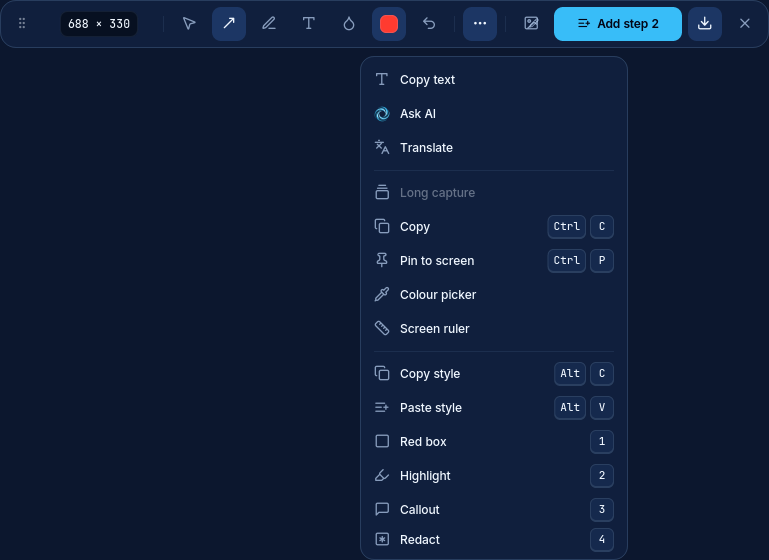 688 × 330
Add step 2
Copy text
Ask AI
Translate
Long capture
Copy Ctrl C
Pin to screen Ctrl P
Colour picker
Screen ruler
Copy style Alt C
Paste style Alt V
Red box 1
Highlight 2
Callout 3
Redact 4